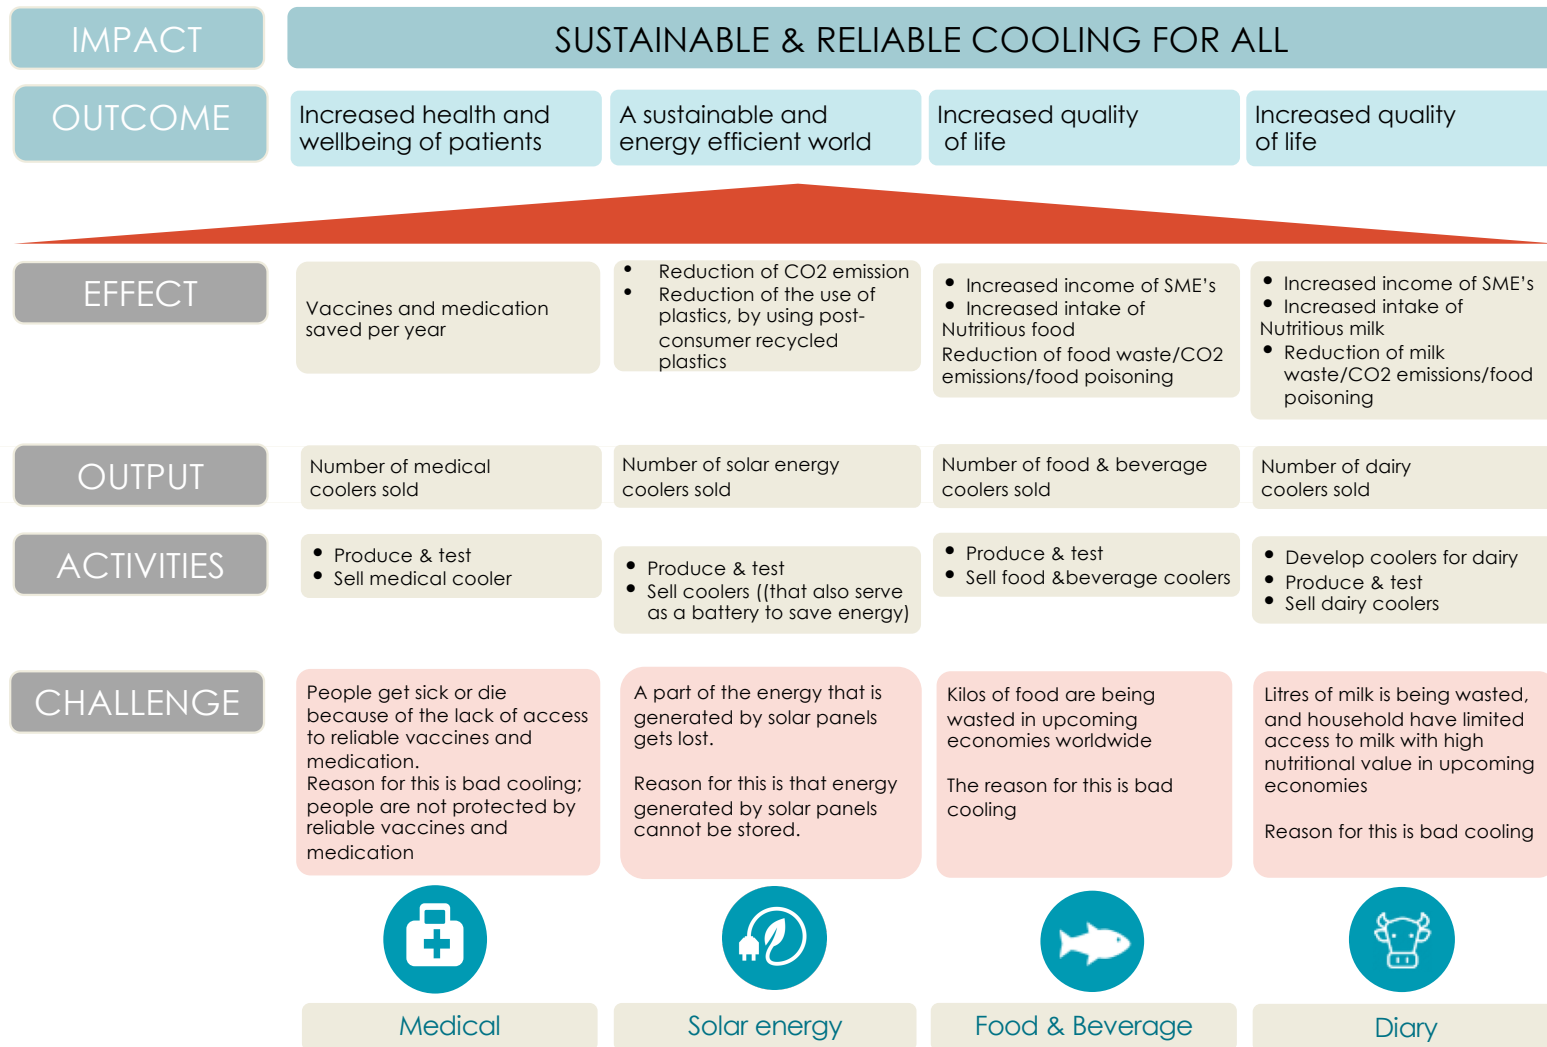 IMPACT
SUSTAINABLE & RELIABLE COOLING FOR ALL
OUTCOME
Increased health and
wellbeing of patients
A sustainable and
energy efficient world
Increased quality
of life
Increased quality
of life
EFFECT
Vaccines and medication
saved per year
• Reduction of CO2 emission
• Reduction of the use of
plastics, by using post-
consumer recycled
plastics
• Increased income of SME's
• Increased intake of
Nutritious food
Reduction of food waste/CO2
emissions/food poisoning
• Increased income of SME's
• Increased intake of
Nutritious milk
• Reduction of milk
waste/CO2 emissions/food
poisoning
OUTPUT
Number of medical
coolers sold
Number of solar energy
coolers sold
Number of food & beverage
coolers sold
Number of dairy
coolers sold
ACTIVITIES
• Produce & test
• Sell medical cooler
• Produce & test
• Sell coolers ((that also serve
as a battery to save energy)
• Produce & test
• Sell food &beverage coolers
• Develop coolers for dairy
• Produce & test
• Sell dairy coolers
CHALLENGE
People get sick or die
because of the lack of access
to reliable vaccines and
medication.
Reason for this is bad cooling;
people are not protected by
reliable vaccines and
medication
A part of the energy that is
generated by solar panels
gets lost.
Reason for this is that energy
generated by solar panels
cannot be stored.
Kilos of food are being
wasted in upcoming
economies worldwide
The reason for this is bad
cooling
Litres of milk is being wasted,
and household have limited
access to milk with high
nutritional value in upcoming
economies
Reason for this is bad cooling
Medical
Solar energy
Food & Beverage
Diary